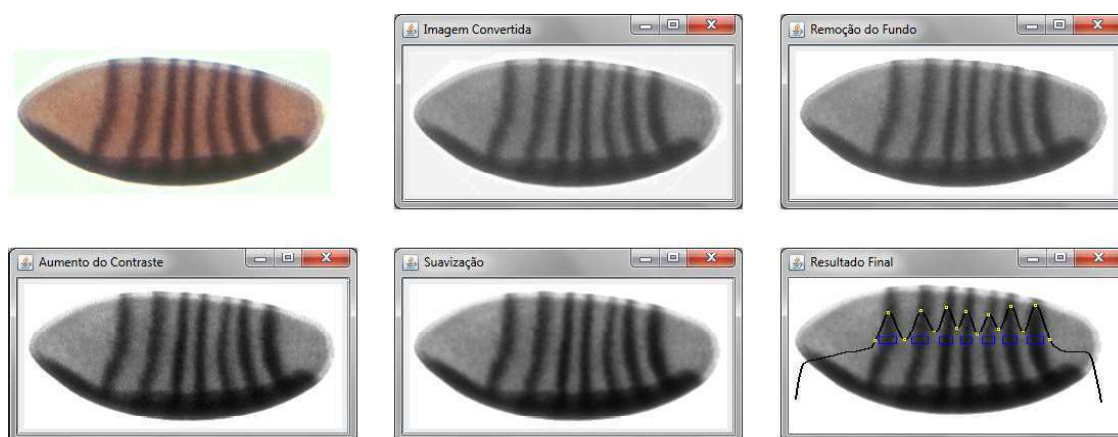 Imagem Convertida
Remoção do Fundo
Aumento do Contraste
Suavização
Resultado Final